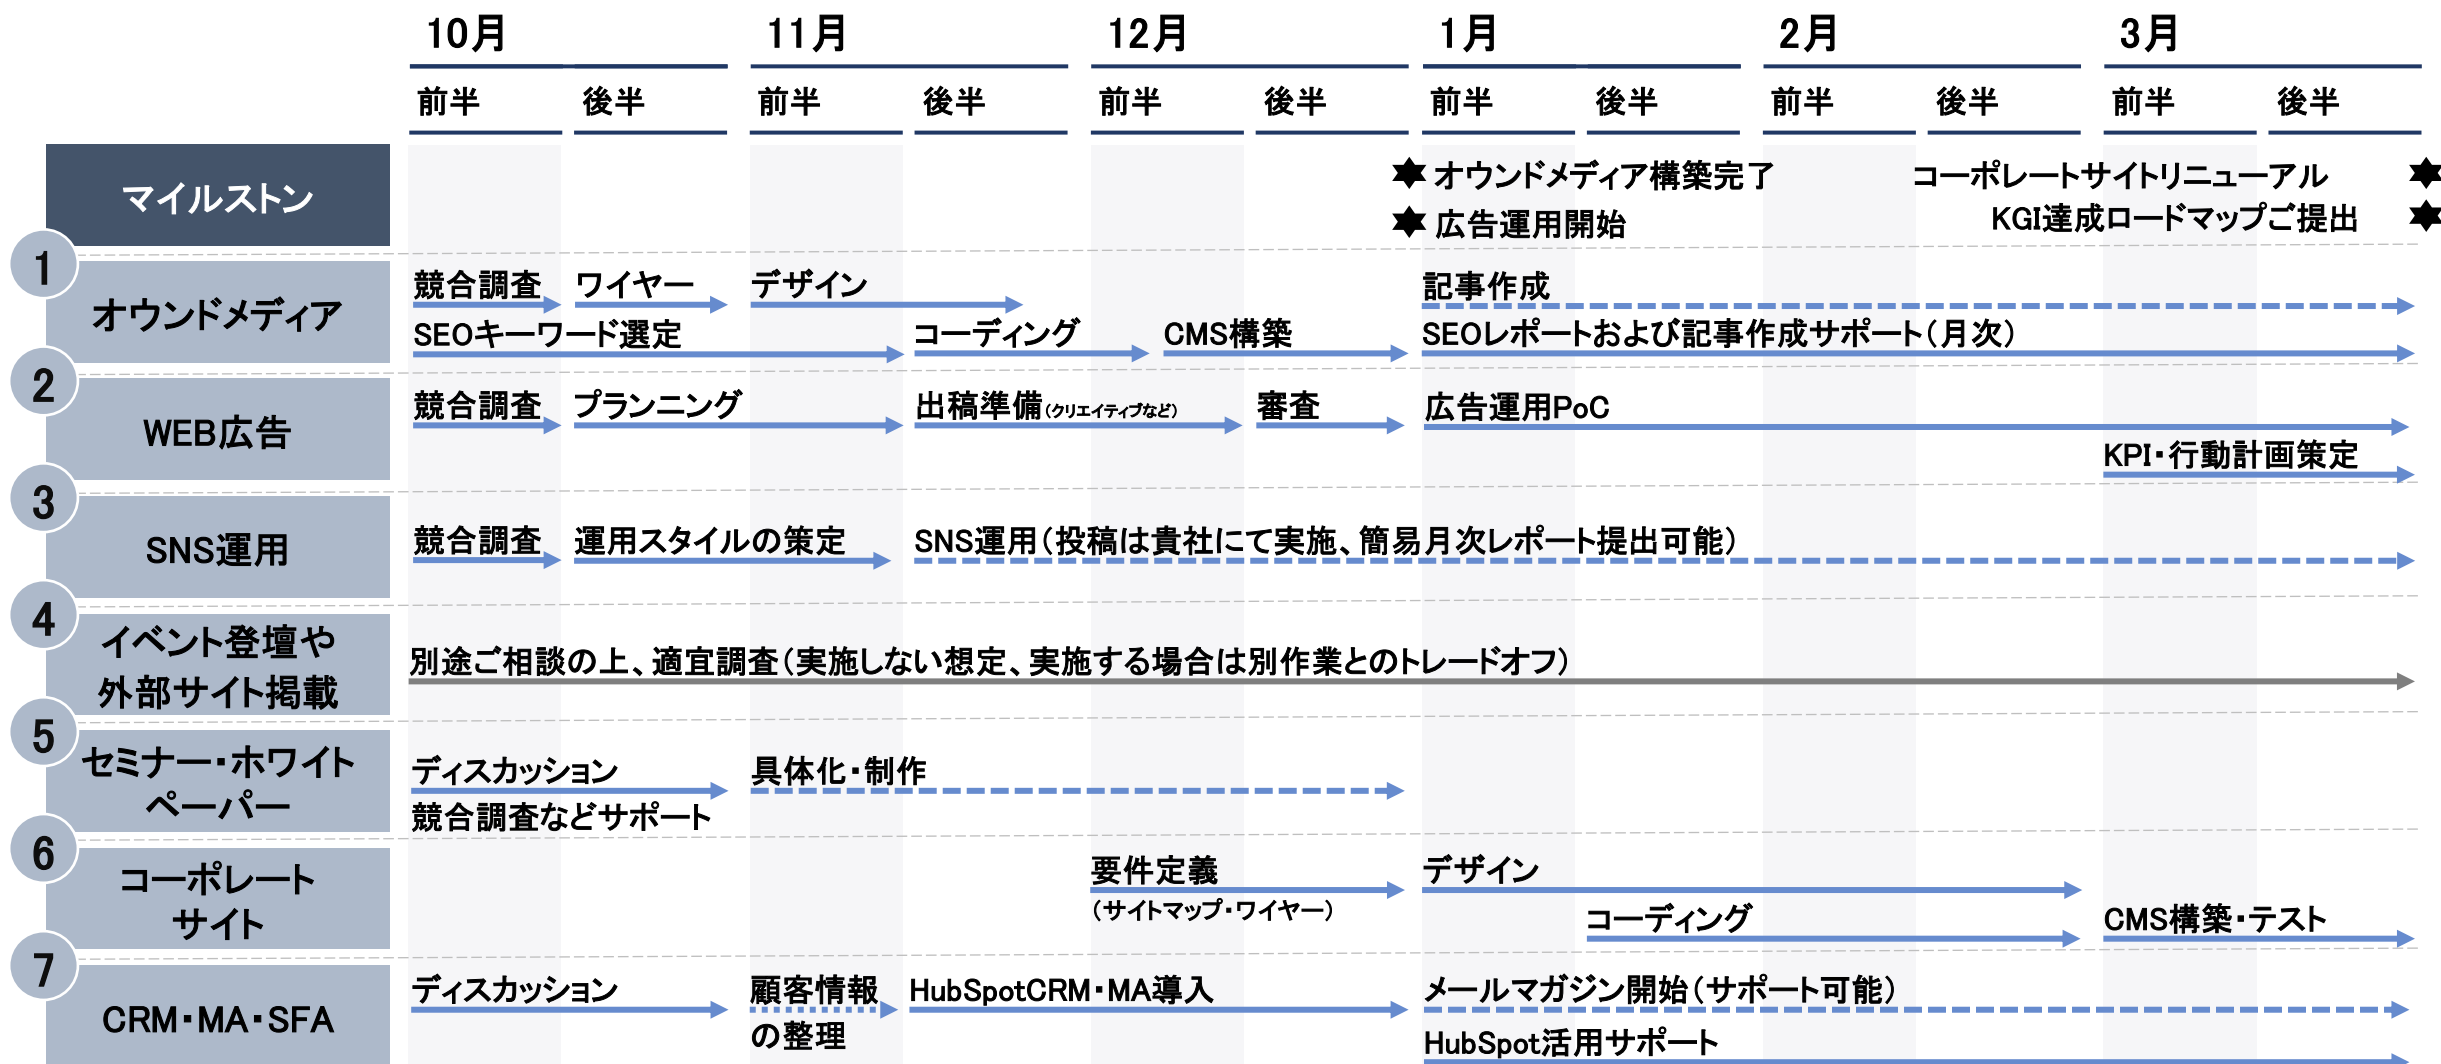 10月 11月 12月 1月 2月 3月
前半 後半 前半 後半 前半 後半 前半 後半 前半 後半 前半 後半
マイルストン
オウンドメディア構築完了
コーポレートサイトリニューアル
広告運用開始
KGI達成ロードマップご提出
1
オウンドメディア
競合調査 ワイヤー デザイン 記事作成
SEOキーワード選定 コーディング CMS構築 SEOレポートおよび記事作成サポート（月次）
2
WEB広告
競合調査 プランニング 出稿準備（クリエイティブなど） 審査 広告運用PoC
KPI・行動計画策定
3
SNS運用
競合調査 運用スタイルの策定 SNS運用（投稿は貴社にて実施、簡易月次レポート提出可能）
4
イベント登壇や
外部サイト掲載
別途ご相談の上、適宜調査（実施しない想定、実施する場合は別作業とのトレードオフ）
5
セミナー・ホワイト
ペーパー
ディスカッション 具体化・制作
競合調査などサポート
6
コーポレート
サイト
要件定義 デザイン
（サイトマップ・ワイヤー）
コーディング CMS構築・テスト
7
CRM・MA・SFA
ディスカッション 顧客情報 HubSpotCRM・MA導入 メールマガジン開始（サポート可能）
の整理
HubSpot活用サポート